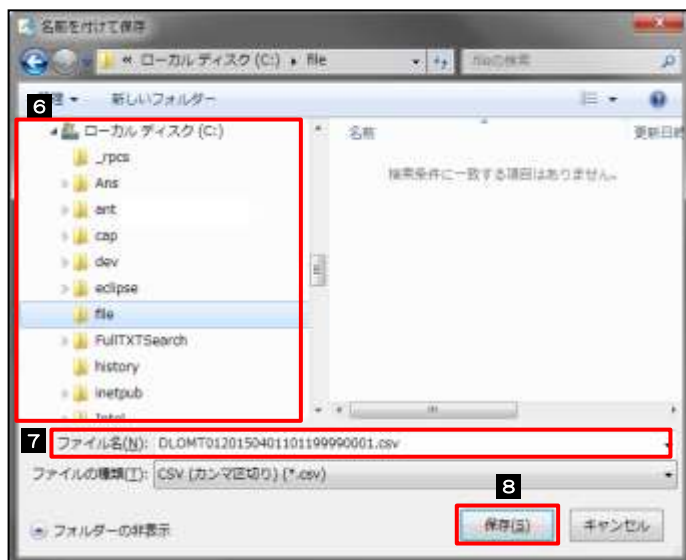 名前を付けて保存
« ローカル ディスク (C:) ▸ file
fileの検索
6
整理 ▼ 新しいフォルダー
ローカル ディスク (C:)
_rpcs
Ans
ant
cap
dev
eclipse
file
FullTXTSearch
history
inetpub
Intel
名前
更新日時
検索条件に一致する項目はありません。
7
ファイル名(N): DLOMT0120150401101199990001.csv
ファイルの種類(T): CSV (カンマ区切り) (*.csv)
8
フォルダーの非表示
保存(S)
キャンセル